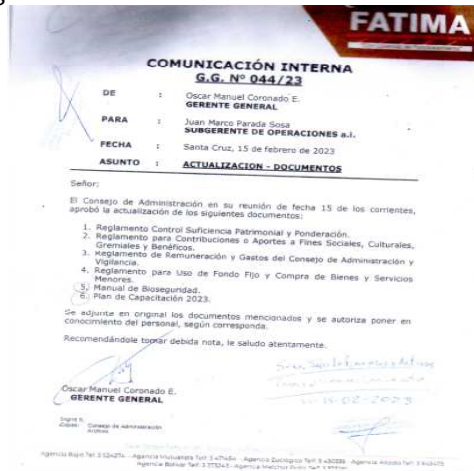 FATIMA
COMUNICACIÓN INTERNA
G.G. Nº 044/23
DE : Oscar Manuel Coronado E.
GERENTE GENERAL
PARA : Juan Marco Parada Sosa
SUBGERENTE DE OPERACIONES a.i.
FECHA : Santa Cruz, 15 de febrero de 2023
ASUNTO : ACTUALIZACION - DOCUMENTOS
Señor:
El Consejo de Administración en su reunión de fecha 15 de los corrientes,
aprobó la actualización de los siguientes documentos:
1. Reglamento Control Suficiencia Patrimonial y Ponderación.
2. Reglamento para Contribuciones o Aportes a Fines Sociales, Culturales,
Gremiales y Benéficos.
3. Reglamento de Remuneración y Gastos del Consejo de Administración y
Vigilancia.
4. Reglamento para Uso de Fondo Fijo y Compra de Bienes y Servicios
Menores.
5. Manual de Bioseguridad.
6. Plan de Capacitación 2023.
Se adjunta en original los documentos mencionados y se autoriza poner en
conocimiento del personal, según corresponda.
Recomendándole tomar debida nota, le saludo atentamente.
15-02-2023
Oscar Manuel Coronado E.
GERENTE GENERAL
Consejo de Administración
Archivo